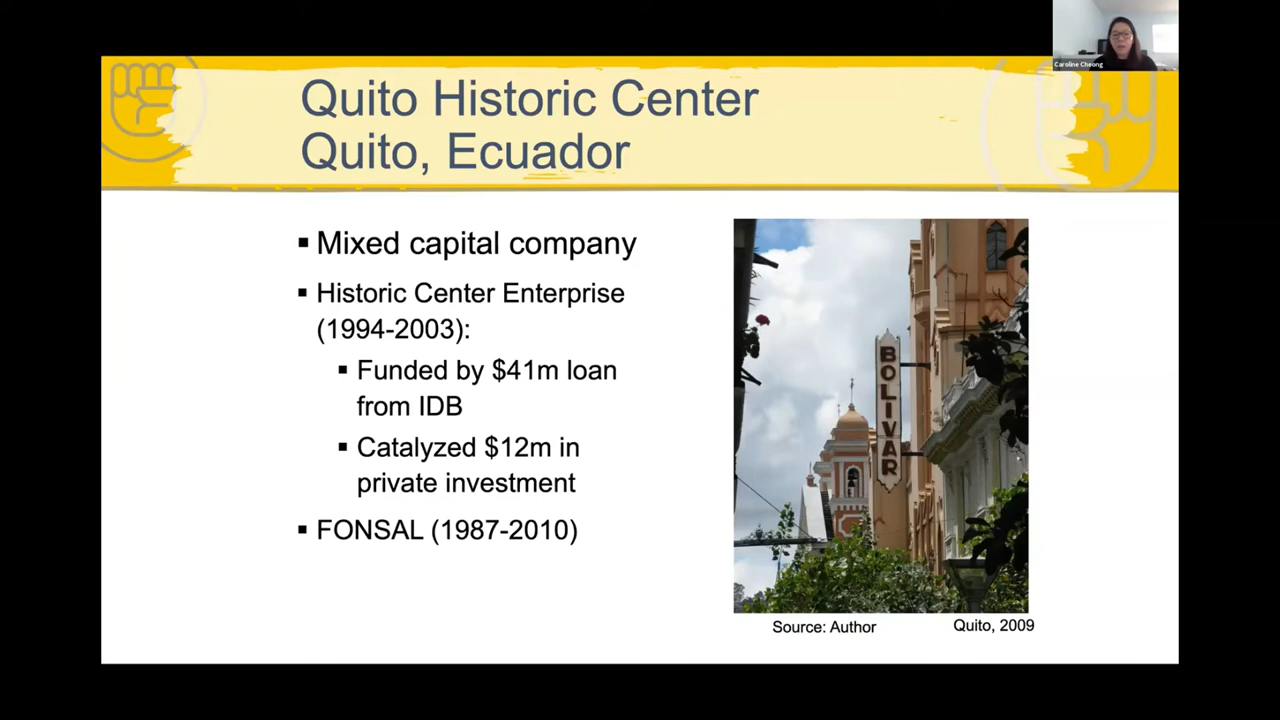 Caroline Cheong
Quito Historic Center
Quito, Ecuador
▪ Mixed capital company
▪ Historic Center Enterprise
(1994-2003):
▪ Funded by $41m loan
from IDB
▪ Catalyzed $12m in
private investment
▪ FONSAL (1987-2010)
BOLIVAR
Source: Author
Quito, 2009